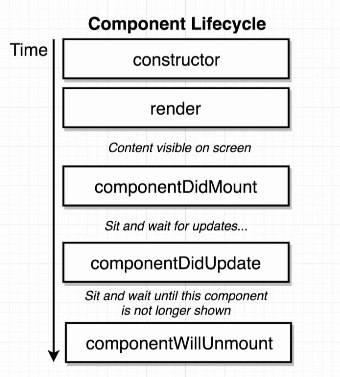 Component Lifecycle
Time
constructor
render
Content visible on screen
componentDidMount
Sit and wait for updates...
componentDidUpdate
Sit and wait until this component
is not longer shown
componentWillUnmount